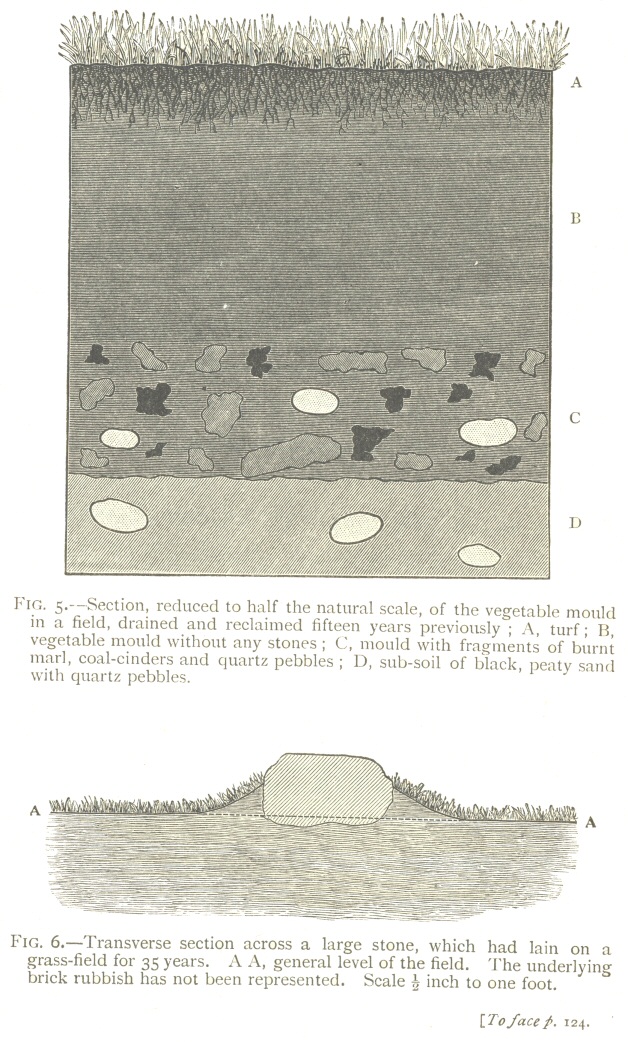 A
B
C
D
FIG. 5.--Section, reduced to half the natural scale, of the vegetable mould
in a field, drained and reclaimed fifteen years previously ; A, turf ; B,
vegetable mould without any stones ; C, mould with fragments of burnt
marl, coal-cinders and quartz pebbles ; D, sub-soil of black, peaty sand
with quartz pebbles.
A
A
FIG. 6.—Transverse section across a large stone, which had lain on a
grass-field for 35 years. A A, general level of the field. The underlying
brick rubbish has not been represented. Scale ½ inch to one foot.
[To face p. 124.